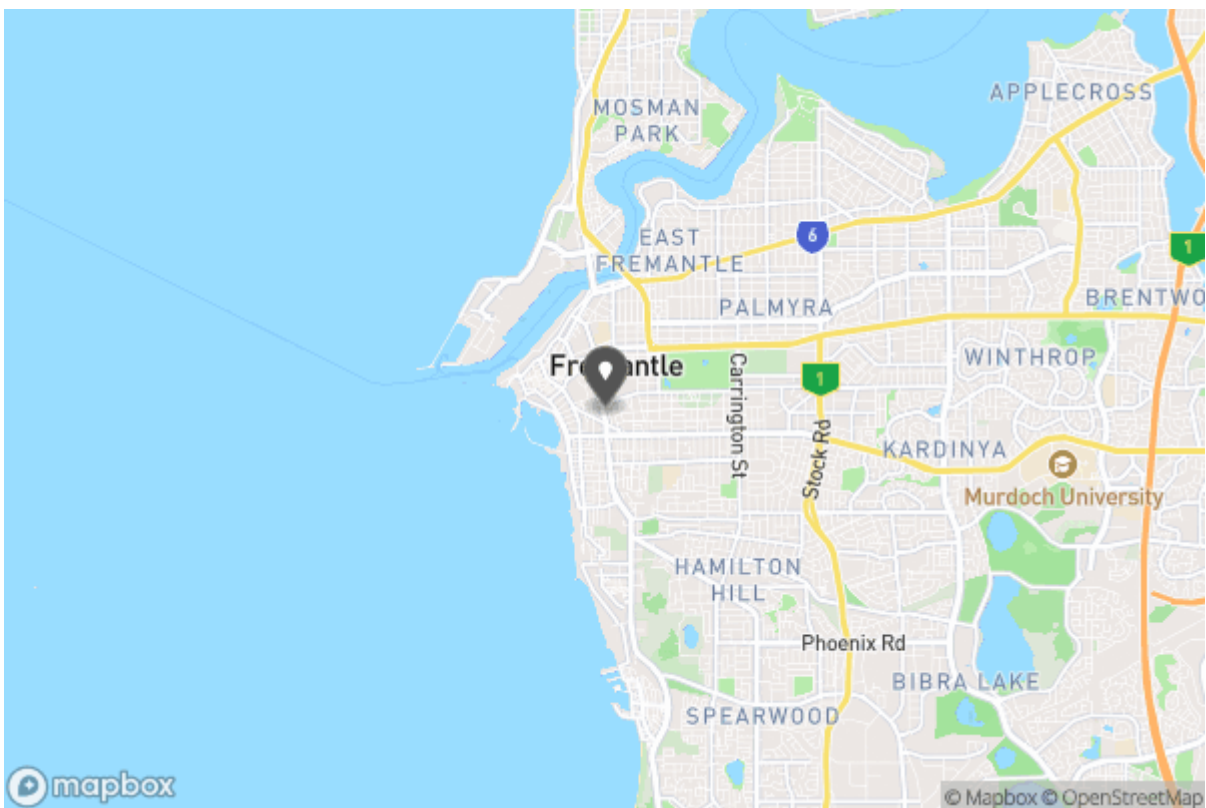 MOSMAN
PARK
APPLECROSS
EAST
FREMANTLE
6
1
PALMYRA
BRENTWO
Fremantle
WINTHROP
1
Carrington St
Stock Rd
KARDINYA
Murdoch University
HAMILTON
HILL
Phoenix Rd
BIBRA LAKE
SPEARWOOD
mapbox
© Mapbox © OpenStreetMap